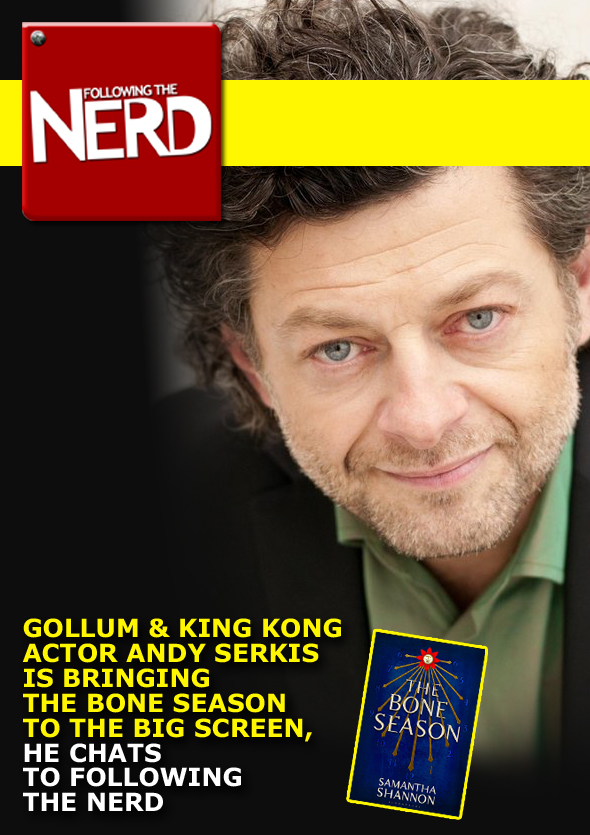 FOLLOWING THE
NERD
GOLLUM & KING KONG
ACTOR ANDY SERKIS
IS BRINGING
THE BONE SEASON
TO THE BIG SCREEN,
HE CHATS
TO FOLLOWING
THE NERD
THE
BONE
SEASON
SAMANTHA
SHANNON